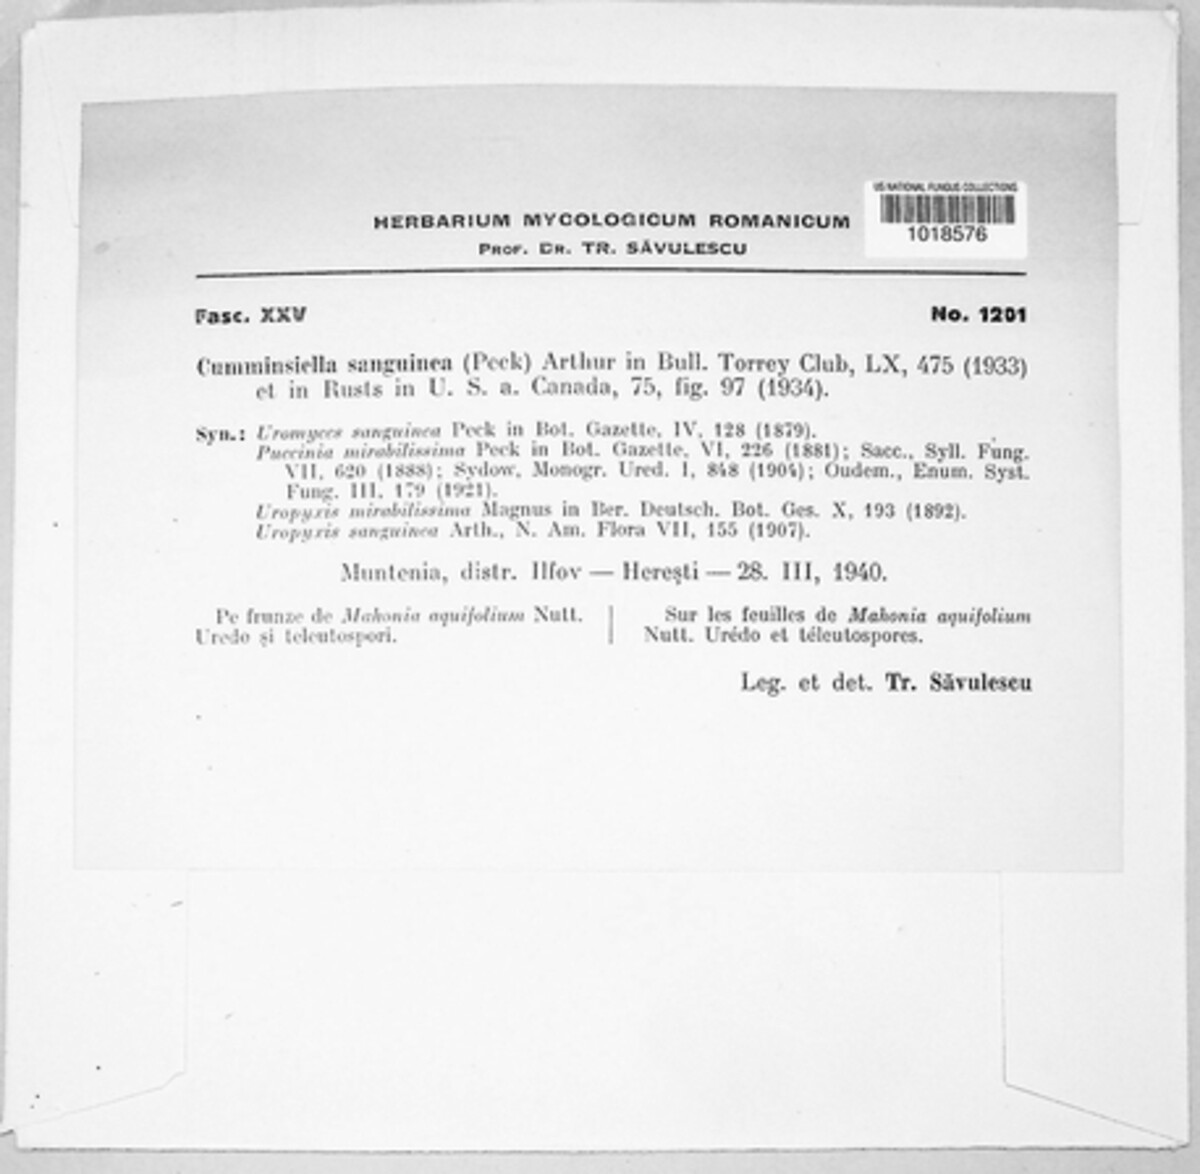 US NATIONAL FUNGUS COLLECTIONS
1018576
HERBARIUM MYCOLOGICUM ROMANICUM
PROF. DR. TR. SĂVULESCU
Fasc. XXV No. 1201
Cumminsiella sanguinea (Peck) Arthur in Bull. Torrey Club, LX, 475 (1933)
et in Rusts in U. S. a. Canada, 75, fig. 97 (1934).
Syn.: Uromyces sanguinea Peck in Bot. Gazette, IV, 128 (1879).
Puccinia mirabilissima Peck in Bot. Gazette, VI, 226 (1881); Sacc., Syll. Fung.
VII, 620 (1888); Sydow, Monogr. Ured. I, 848 (1904); Oudem., Enum. Syst.
Fung. III, 179 (1921).
Uropyxis mirabilissima Magnus in Ber. Deutsch. Bot. Ges. X, 193 (1892).
Uropyxis sanguinea Arth., N. Am. Flora VII, 155 (1907).
Muntenia, distr. Ilfov — Herești — 28. III, 1940.
Pe frunze de Mahonia aquifolium Nutt.
Uredo și teleutospori.
Sur les feuilles de Mahonia aquifolium
Nutt. Urédo et téleutospores.
Leg. et det. Tr. Săvulescu